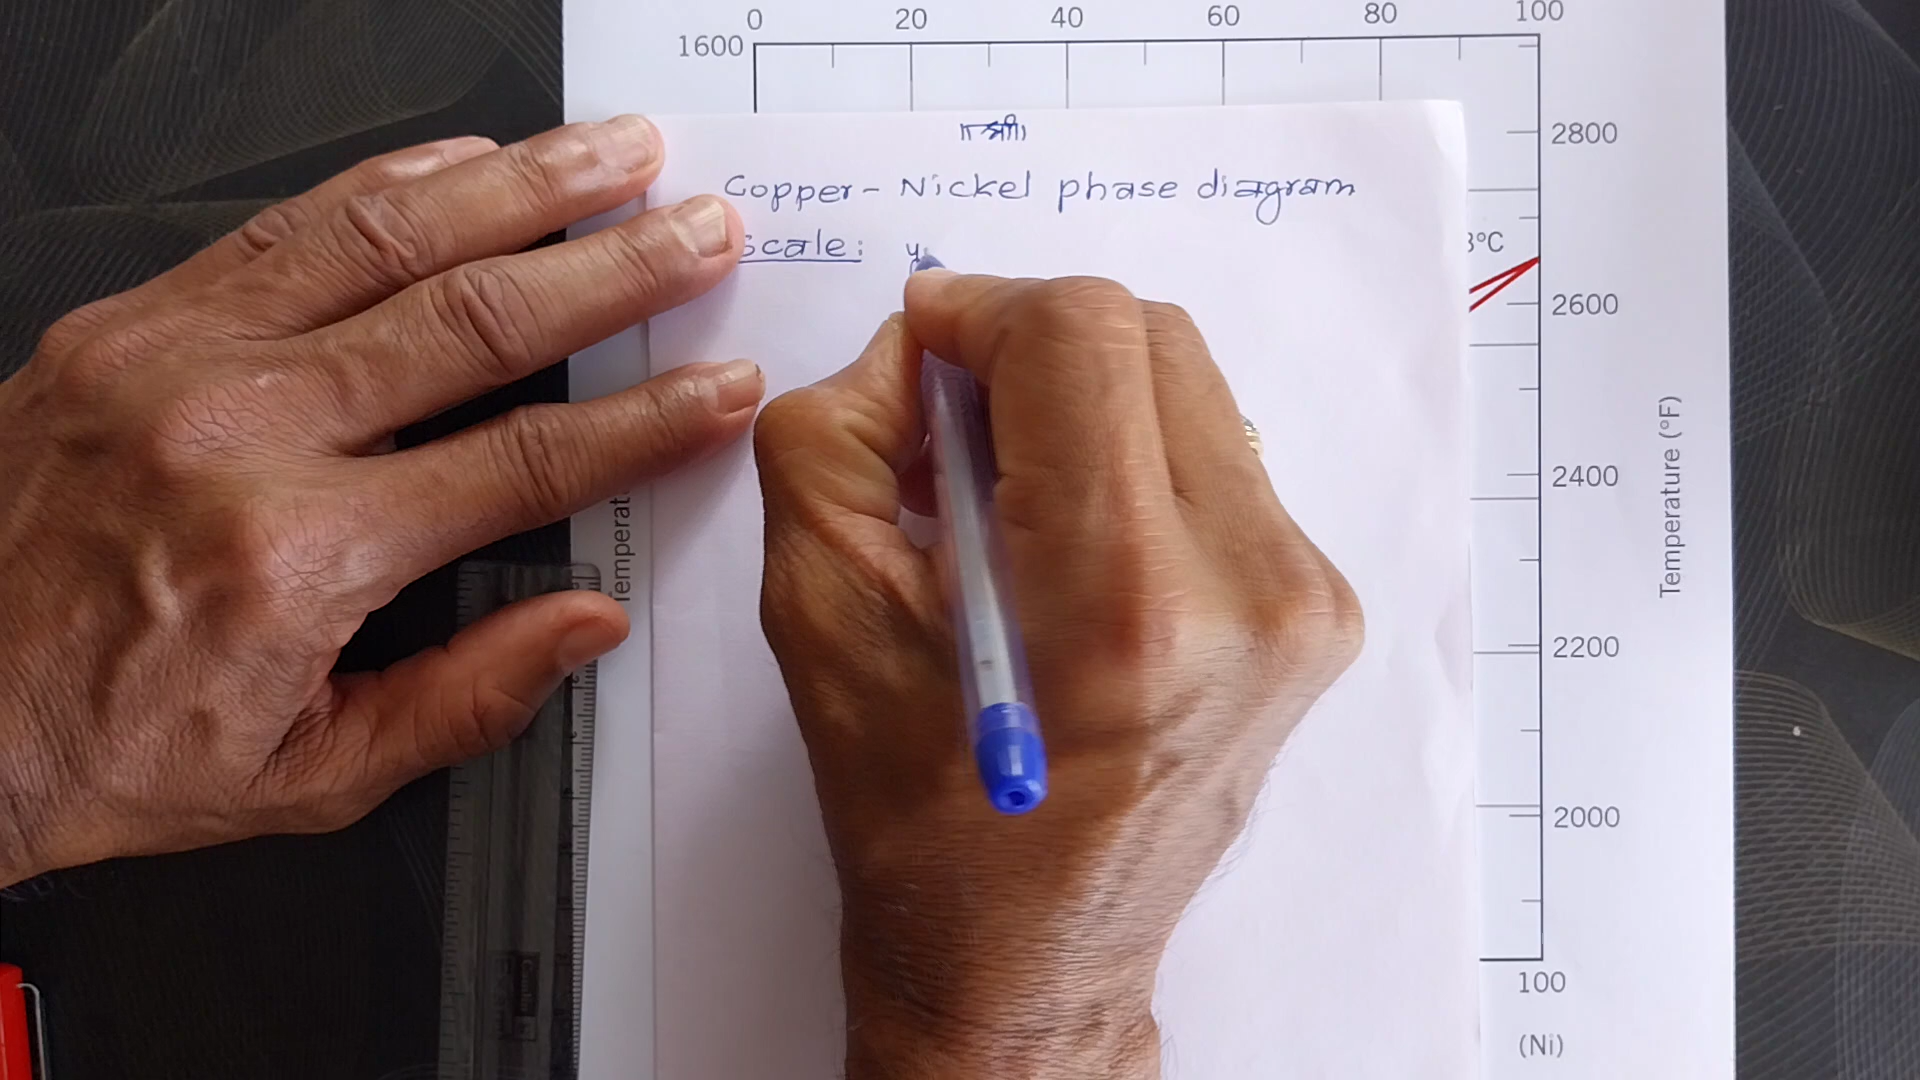 0 20 40 60 80 100
1600
2800
॥श्री॥
Copper - Nickel phase diagram
Scale: y
3°C
2600
2400
Temperature (°F)
Temperat
2200
2000
100
(Ni)